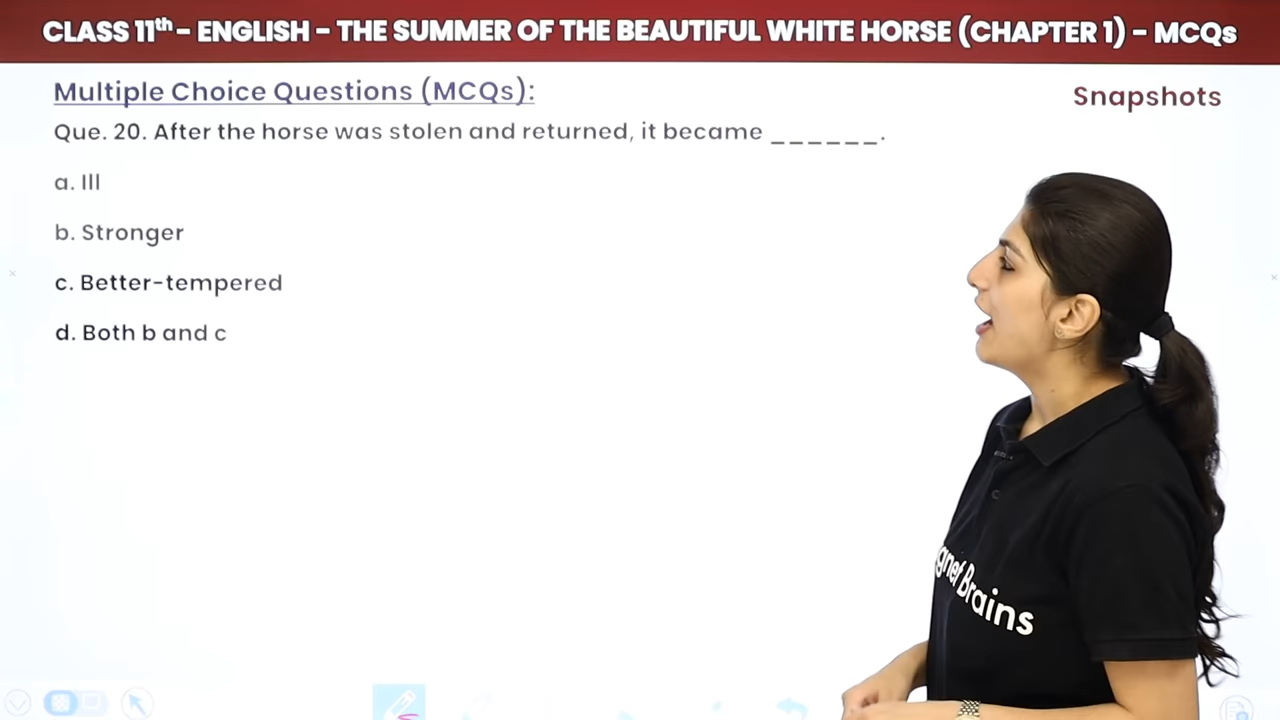 CLASS 11th - ENGLISH - THE SUMMER OF THE BEAUTIFUL WHITE HORSE (CHAPTER 1) - MCQs
Multiple Choice Questions (MCQs):
Snapshots
Que. 20. After the horse was stolen and returned, it became ______.
a. Ill
b. Stronger
c. Better-tempered
d. Both b and c
gnet Brains